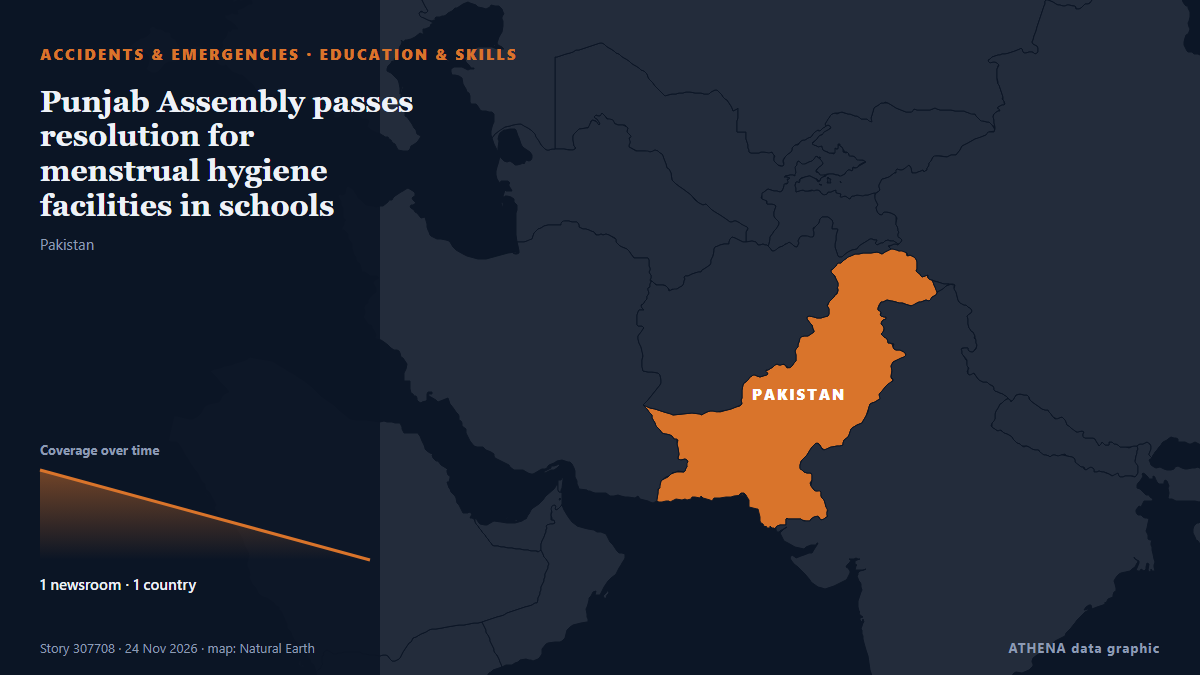 ACCIDENTS & EMERGENCIES · EDUCATION & SKILLS
Punjab Assembly passes
resolution for
menstrual hygiene
facilities in schools
Pakistan
PAKISTAN
Coverage over time
1 newsroom · 1 country
Story 307708 · 24 Nov 2026 · map: Natural Earth
ATHENA data graphic